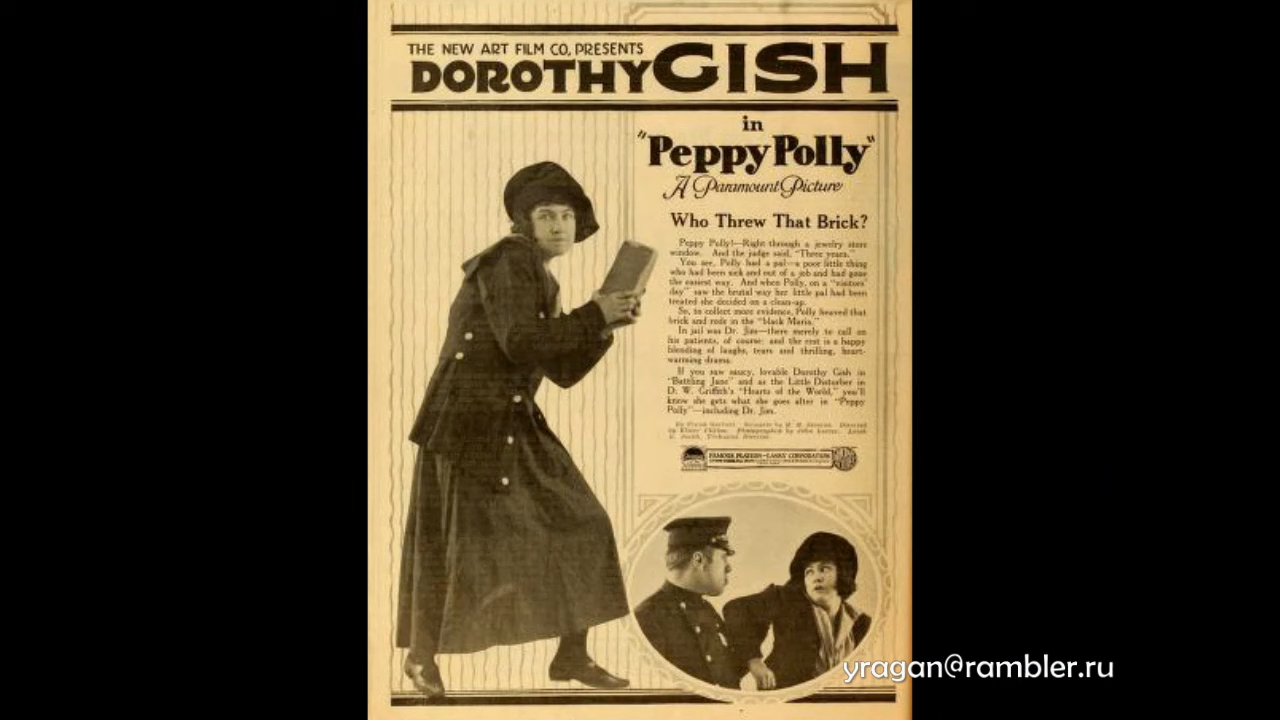 THE NEW ART FILM CO, PRESENTS
DOROTHY GISH
in
"Peppy Polly"
A Paramount Picture
Who Threw That Brick?
Peppy Polly!—Right through a jewelry store
window. And the judge said, "Three years."
You see, Polly had a pal—a poor little thing
who had been sick and out of a job and had gone
the easiest way. And when Polly, on a "visitors'
day" saw the brutal way her little pal had been
treated she decided on a clean-up.
So, to collect more evidence, Polly heaved that
brick and rode in the "black Maria."
In jail was Dr. Jim—there merely to call on
his patients, of course: and the rest is a happy
blending of laughs, tears and thrilling, heart-
warming drama.
If you saw saucy, lovable Dorothy Gish in
"Battling Jane" and as the Little Disturber in
D. W. Griffith's "Hearts of the World," you'll
know she gets what she goes after in "Peppy
Polly"—including Dr. Jim.
Directed
by Photographed by John
Technical Director
FAMOUS PLAYERS-LASKY CORPORATION
yragan@rambler.ru